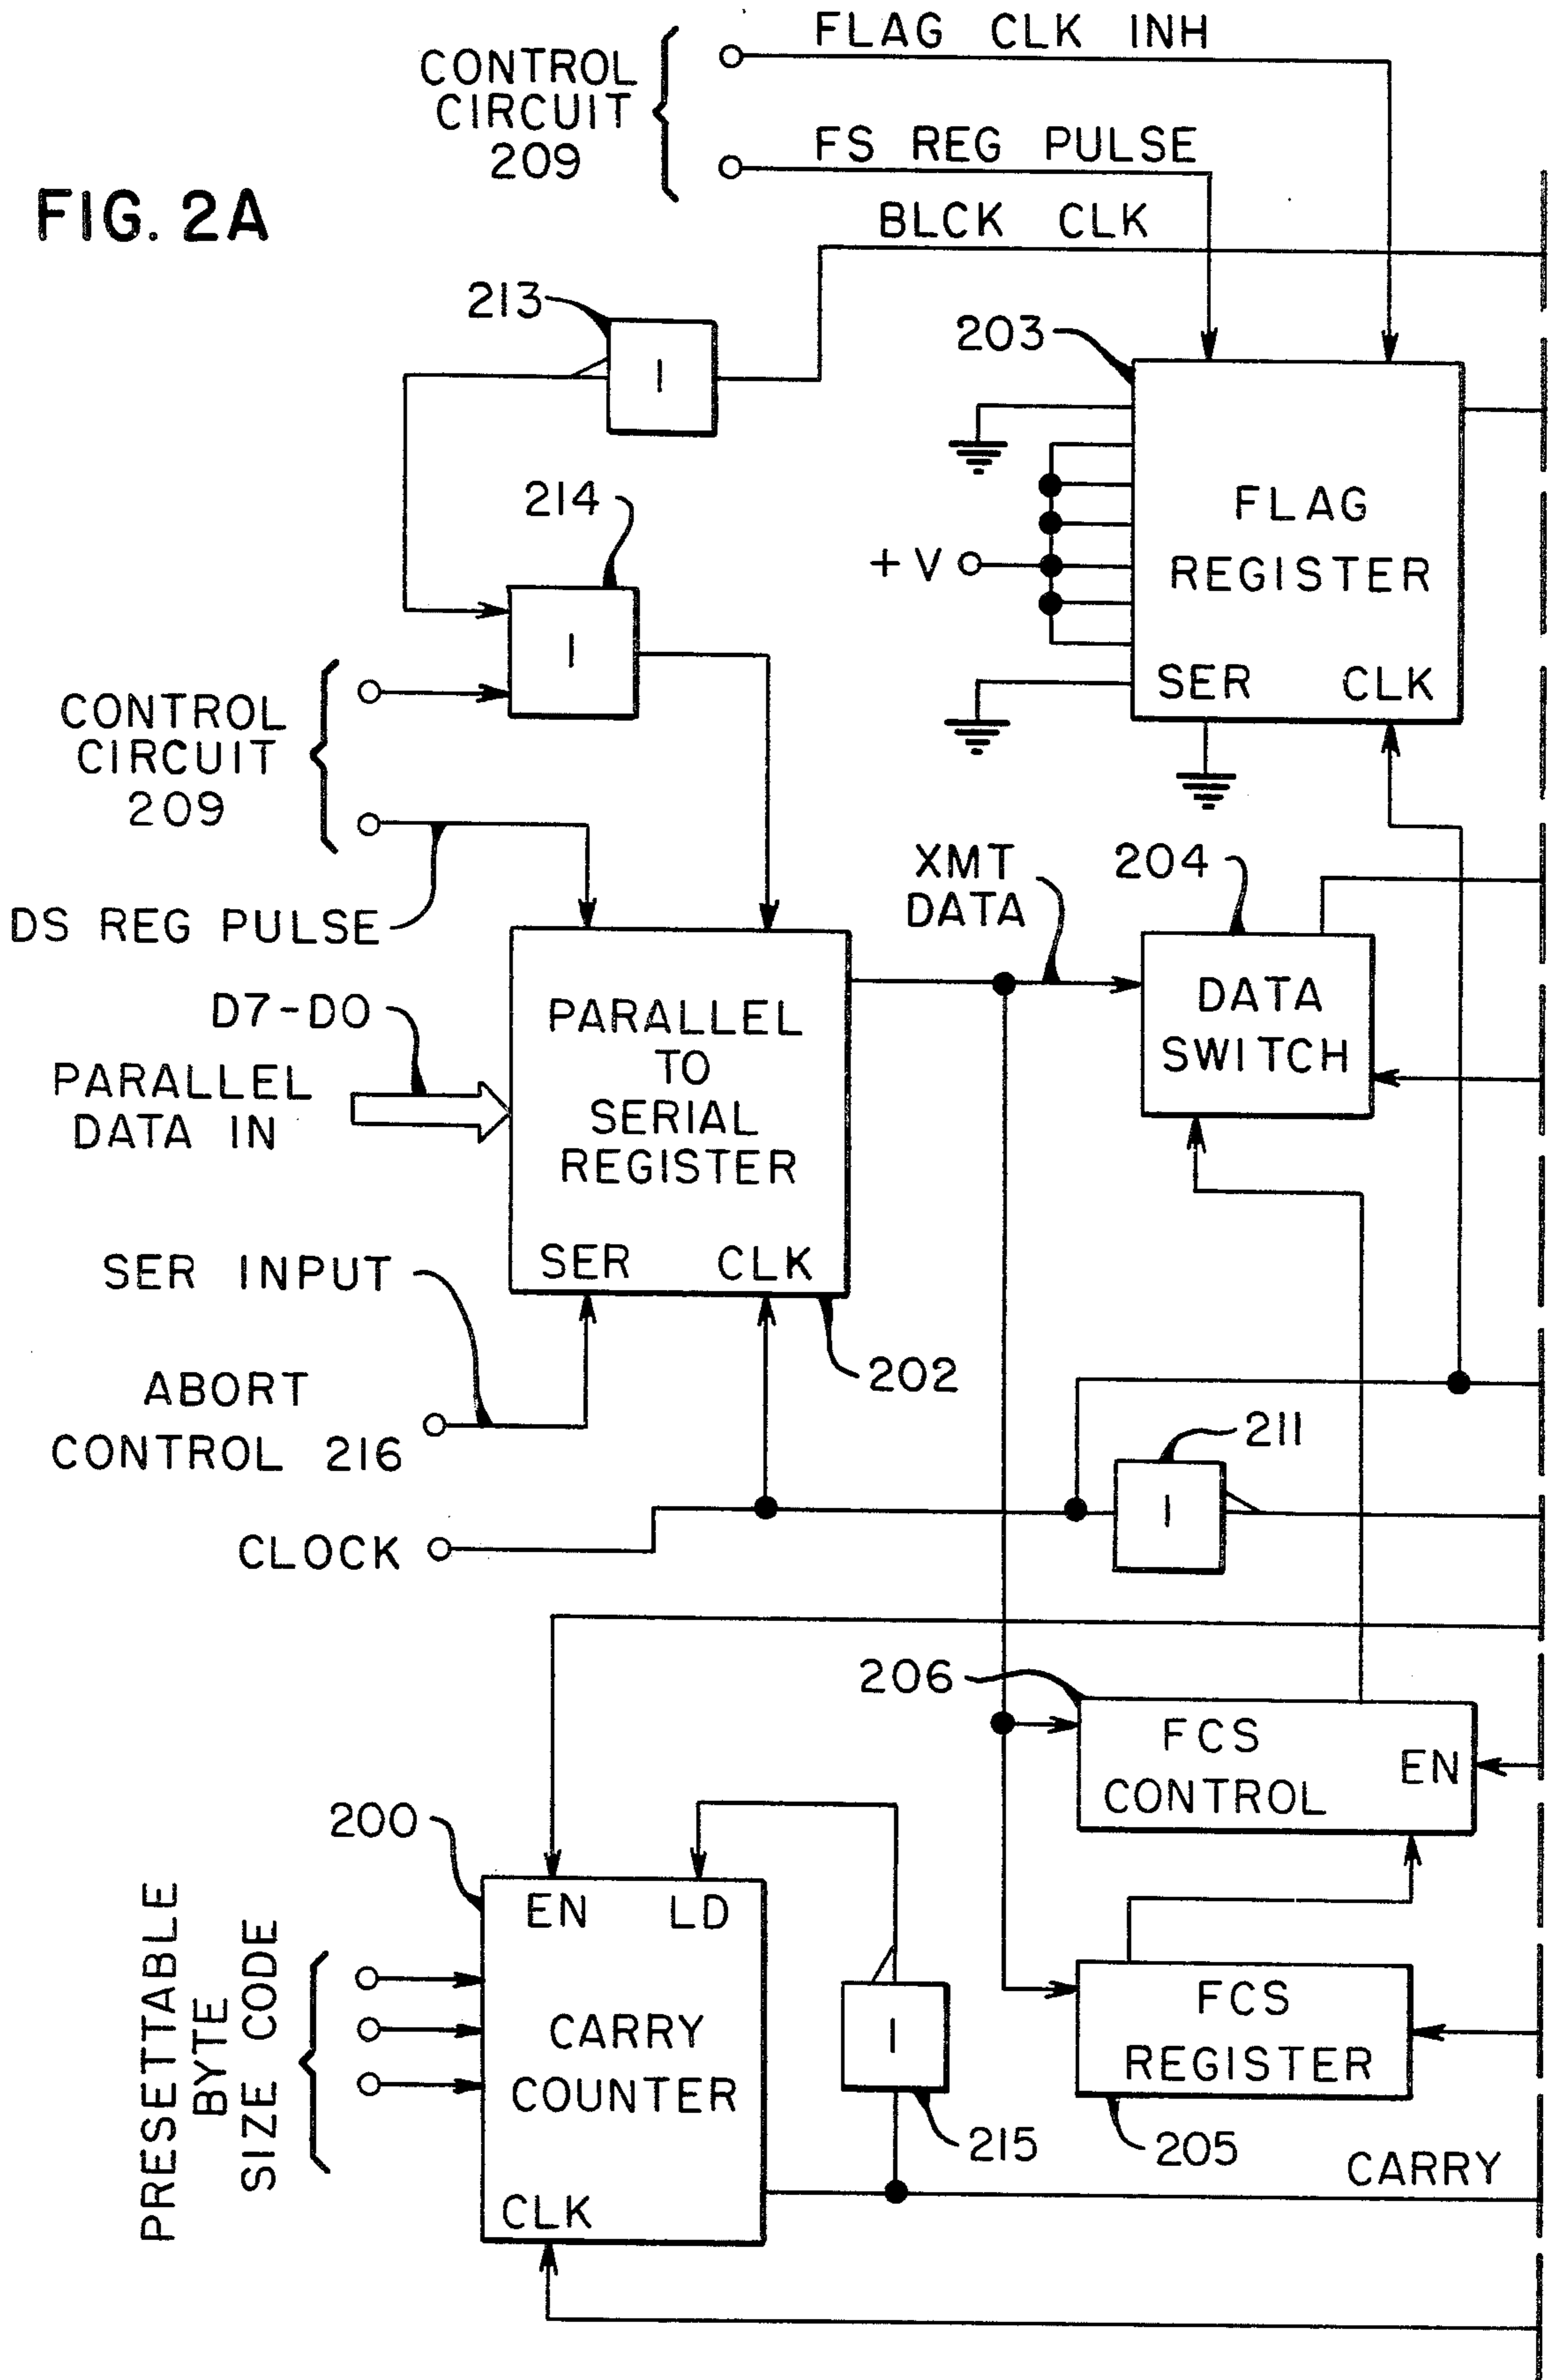 FLAG CLK INH
CONTROL
CIRCUIT
209
FS REG PULSE
FIG. 2A
BLCK CLK
213
I
203
214
I
FLAG
REGISTER
+V
SER CLK
CONTROL
CIRCUIT
209
XMT
DATA
204
DS REG PULSE
D7-D0
PARALLEL
DATA IN
PARALLEL
TO
SERIAL
REGISTER
DATA
SWITCH
SER CLK
SER INPUT
202
ABORT
CONTROL 216
211
I
CLOCK
206
FCS
CONTROL
EN
200
EN LD
PRESETTABLE
BYTE
SIZE CODE
CARRY
COUNTER
I
FCS
REGISTER
215
205
CARRY
CLK